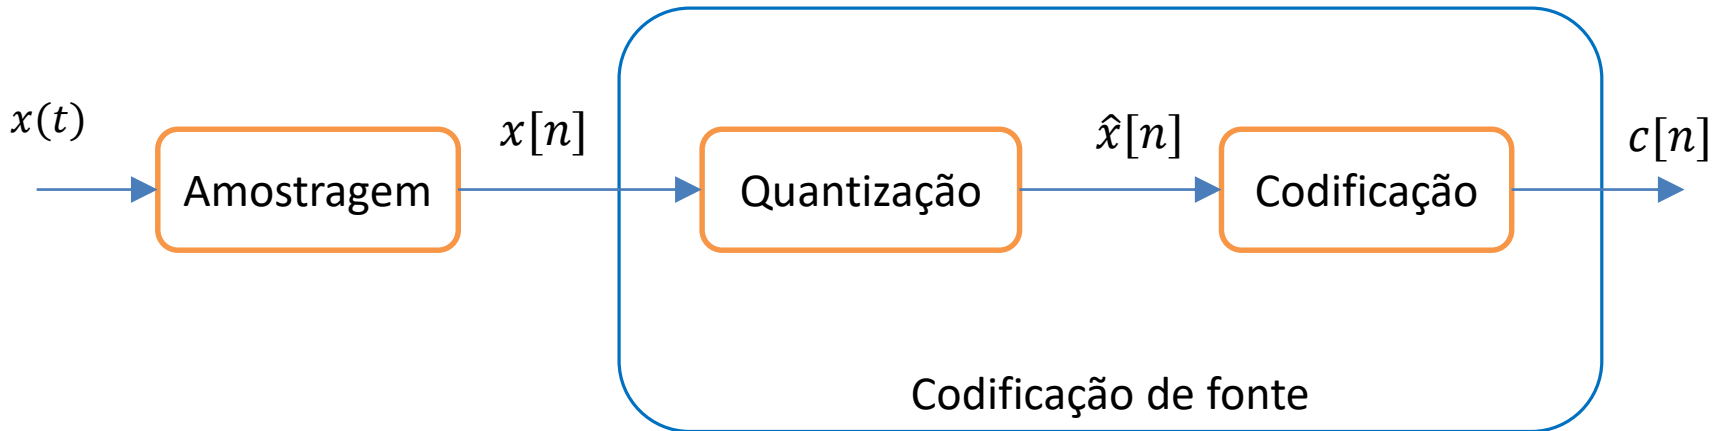 x(t)
x[n]
x̂[n]
c[n]
Amostragem
Quantização
Codificação
Codificação de fonte